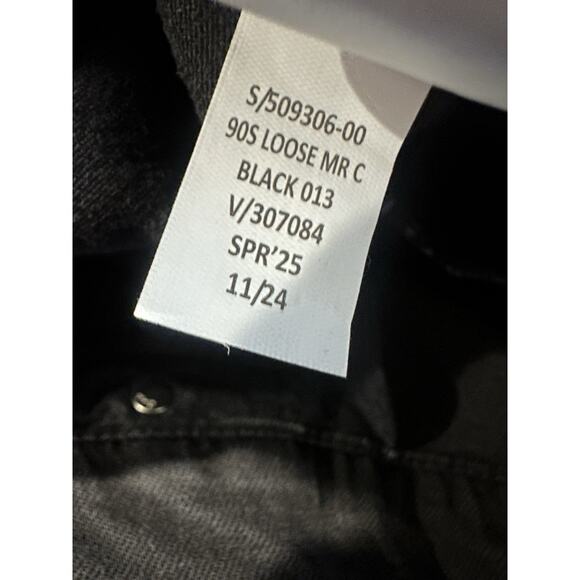 S/509306-00
90S LOOSE MR C
BLACK 013
V/307084
SPR'25
11/24